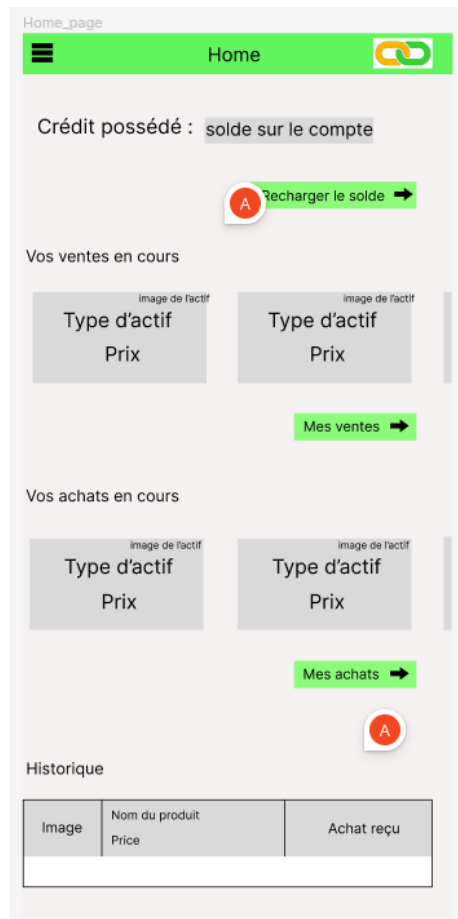 Home_page
Home
Crédit possédé : solde sur le compte
A
Recharger le solde
Vos ventes en cours
image de l'actif
Type d'actif
Prix
image de l'actif
Type d'actif
Prix
Mes ventes
Vos achats en cours
image de l'actif
Type d'actif
Prix
image de l'actif
Type d'actif
Prix
Mes achats
A
Historique
Image
Nom du produit
Price
Achat reçu